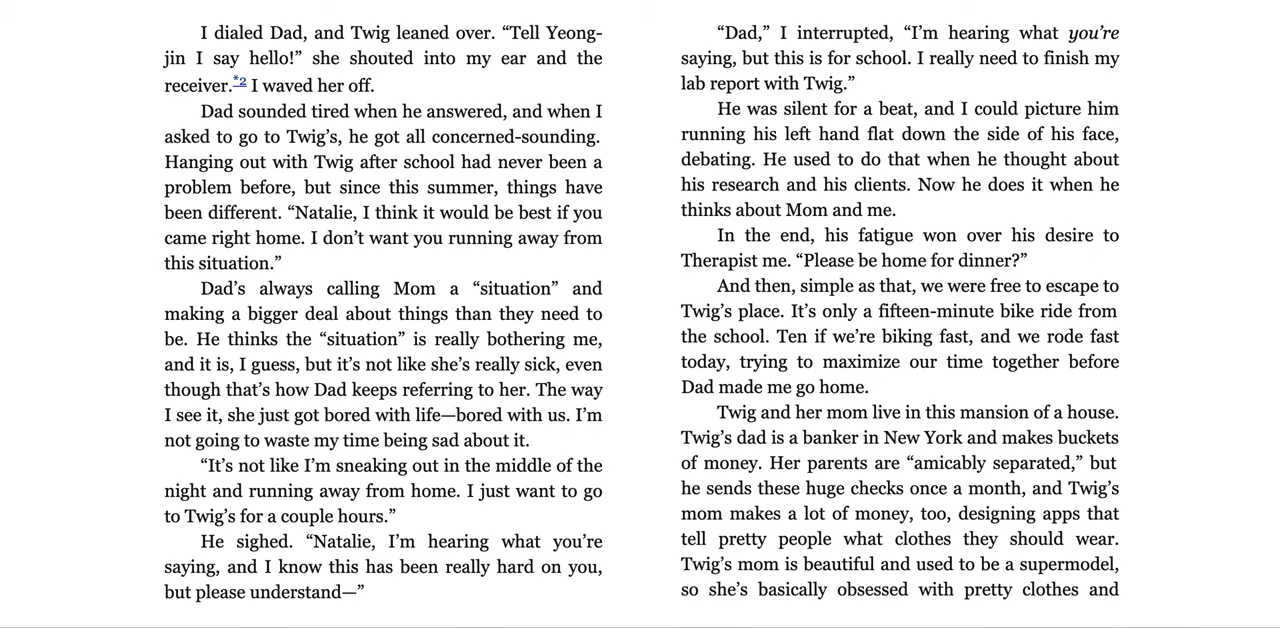 I dialed Dad, and Twig leaned over. “Tell Yeong-
jin I say hello!” she shouted into my ear and the
receiver.*2 I waved her off.
Dad sounded tired when he answered, and when I
asked to go to Twig’s, he got all concerned-sounding.
Hanging out with Twig after school had never been a
problem before, but since this summer, things have
been different. “Natalie, I think it would be best if you
came right home. I don’t want you running away from
this situation.”
Dad’s always calling Mom a “situation” and
making a bigger deal about things than they need to
be. He thinks the “situation” is really bothering me,
and it is, I guess, but it’s not like she’s really sick, even
though that’s how Dad keeps referring to her. The way
I see it, she just got bored with life—bored with us. I’m
not going to waste my time being sad about it.
“It’s not like I’m sneaking out in the middle of the
night and running away from home. I just want to go
to Twig’s for a couple hours.”
He sighed. “Natalie, I’m hearing what you’re
saying, and I know this has been really hard on you,
but please understand—”
“Dad,” I interrupted, “I’m hearing what you’re
saying, but this is for school. I really need to finish my
lab report with Twig.”
He was silent for a beat, and I could picture him
running his left hand flat down the side of his face,
debating. He used to do that when he thought about
his research and his clients. Now he does it when he
thinks about Mom and me.
In the end, his fatigue won over his desire to
Therapist me. “Please be home for dinner?”
And then, simple as that, we were free to escape to
Twig’s place. It’s only a fifteen-minute bike ride from
the school. Ten if we’re biking fast, and we rode fast
today, trying to maximize our time together before
Dad made me go home.
Twig and her mom live in this mansion of a house.
Twig’s dad is a banker in New York and makes buckets
of money. Her parents are “amicably separated,” but
he sends these huge checks once a month, and Twig’s
mom makes a lot of money, too, designing apps that
tell pretty people what clothes they should wear.
Twig’s mom is beautiful and used to be a supermodel,
so she’s basically obsessed with pretty clothes and